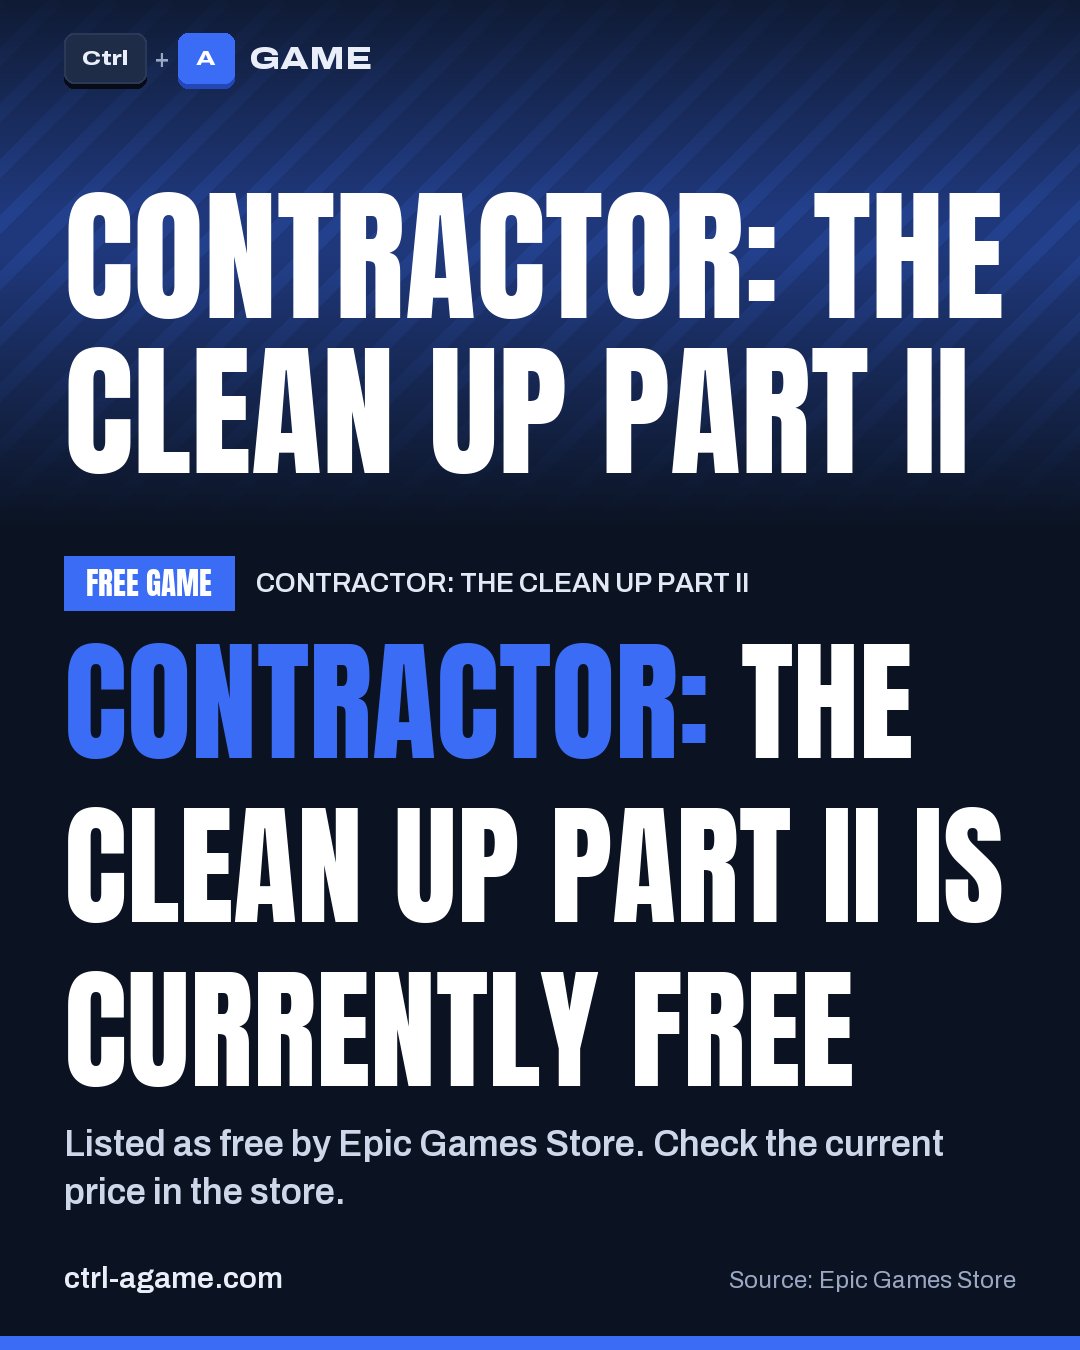 Ctrl + A GAME
CONTRACTOR: THE
CLEAN UP PART II
FREE GAME CONTRACTOR: THE CLEAN UP PART II
CONTRACTOR: THE
CLEAN UP PART II IS
CURRENTLY FREE
Listed as free by Epic Games Store. Check the current
price in the store.
ctrl-agame.com Source: Epic Games Store